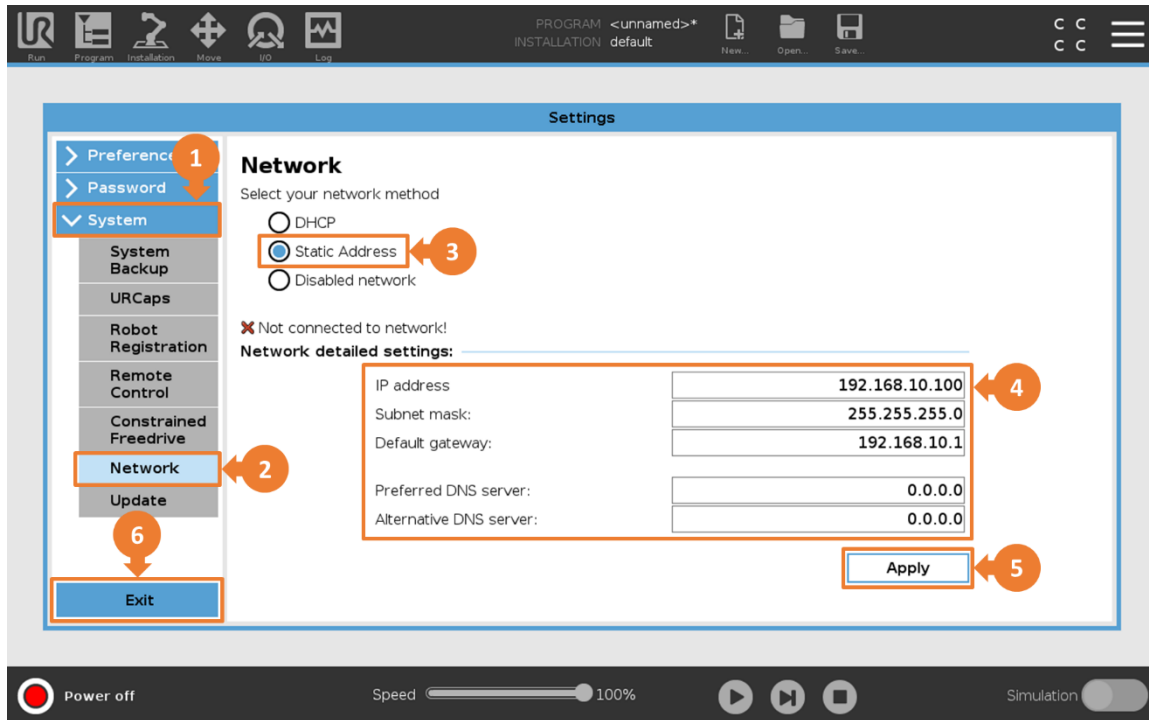 PROGRAM <unnamed>*
INSTALLATION default
Run
Program
Installation
Move
I/O
Log
New...
Open...
Save...
C C
C C
Settings
Preference
1
Password
System
System
Backup
URCaps
Robot
Registration
Remote
Control
Constrained
Freedrive
Network
2
Update
6
Exit
Network
Select your network method
DHCP
Static Address
3
Disabled network
Not connected to network!
Network detailed settings:
IP address 192.168.10.100
4
Subnet mask: 255.255.255.0
Default gateway: 192.168.10.1
Preferred DNS server: 0.0.0.0
Alternative DNS server: 0.0.0.0
Apply
5
Power off
Speed 100%
Simulation